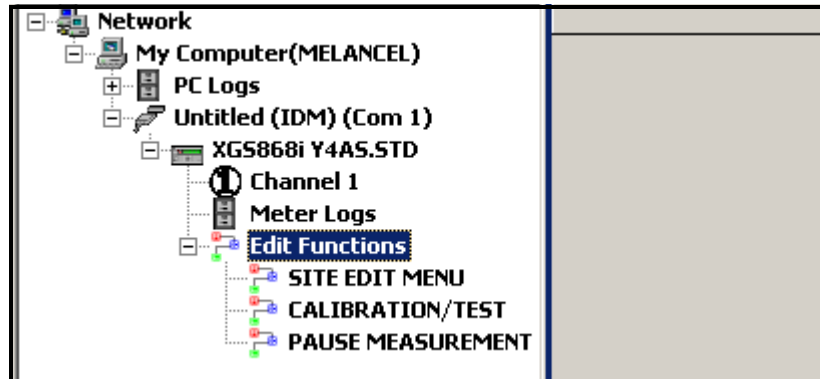 Network
My Computer(MELANCEL)
PC Logs
Untitled (IDM) (Com 1)
XGS868i Y4AS.STD
1 Channel 1
Meter Logs
Edit Functions
SITE EDIT MENU
CALIBRATION/TEST
PAUSE MEASUREMENT